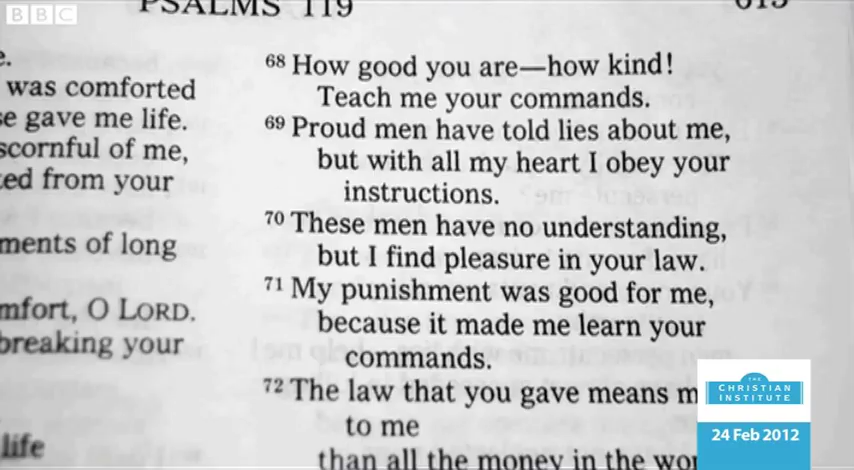 BBC
PSALMS 119
613
was comforted
gave me life.
scornful of me,
from your
of long
O LORD.
breaking your
life
68 How good you are—how kind!
Teach me your commands.
69 Proud men have told lies about me,
but with all my heart I obey your
instructions.
70 These men have no understanding,
but I find pleasure in your law.
71 My punishment was good for me,
because it made me learn your
commands.
72 The law that you gave means
to me
than all the money in the
THE
CHRISTIAN
INSTITUTE
24 Feb 2012